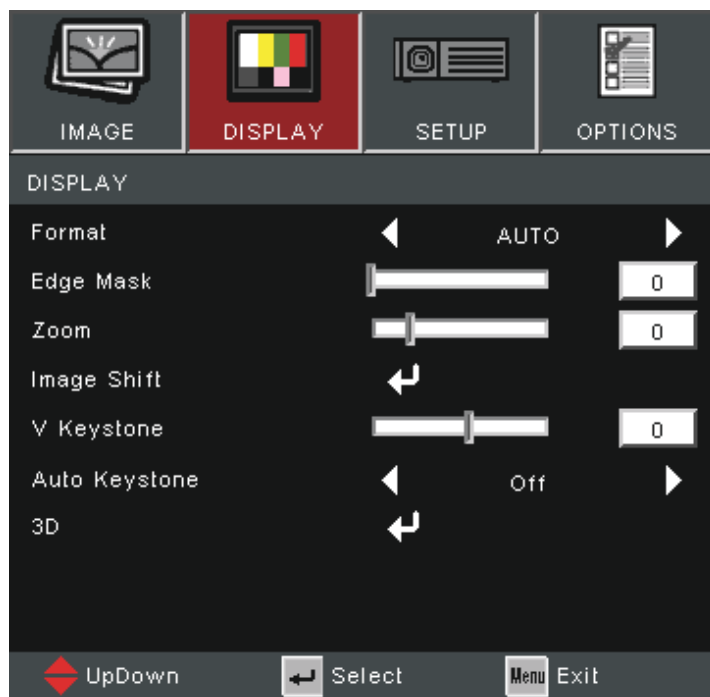 IMAGE DISPLAY SETUP OPTIONS
DISPLAY
Format AUTO
Edge Mask 0
Zoom 0
Image Shift
V Keystone 0
Auto Keystone Off
3D
UpDown Select Menu Exit